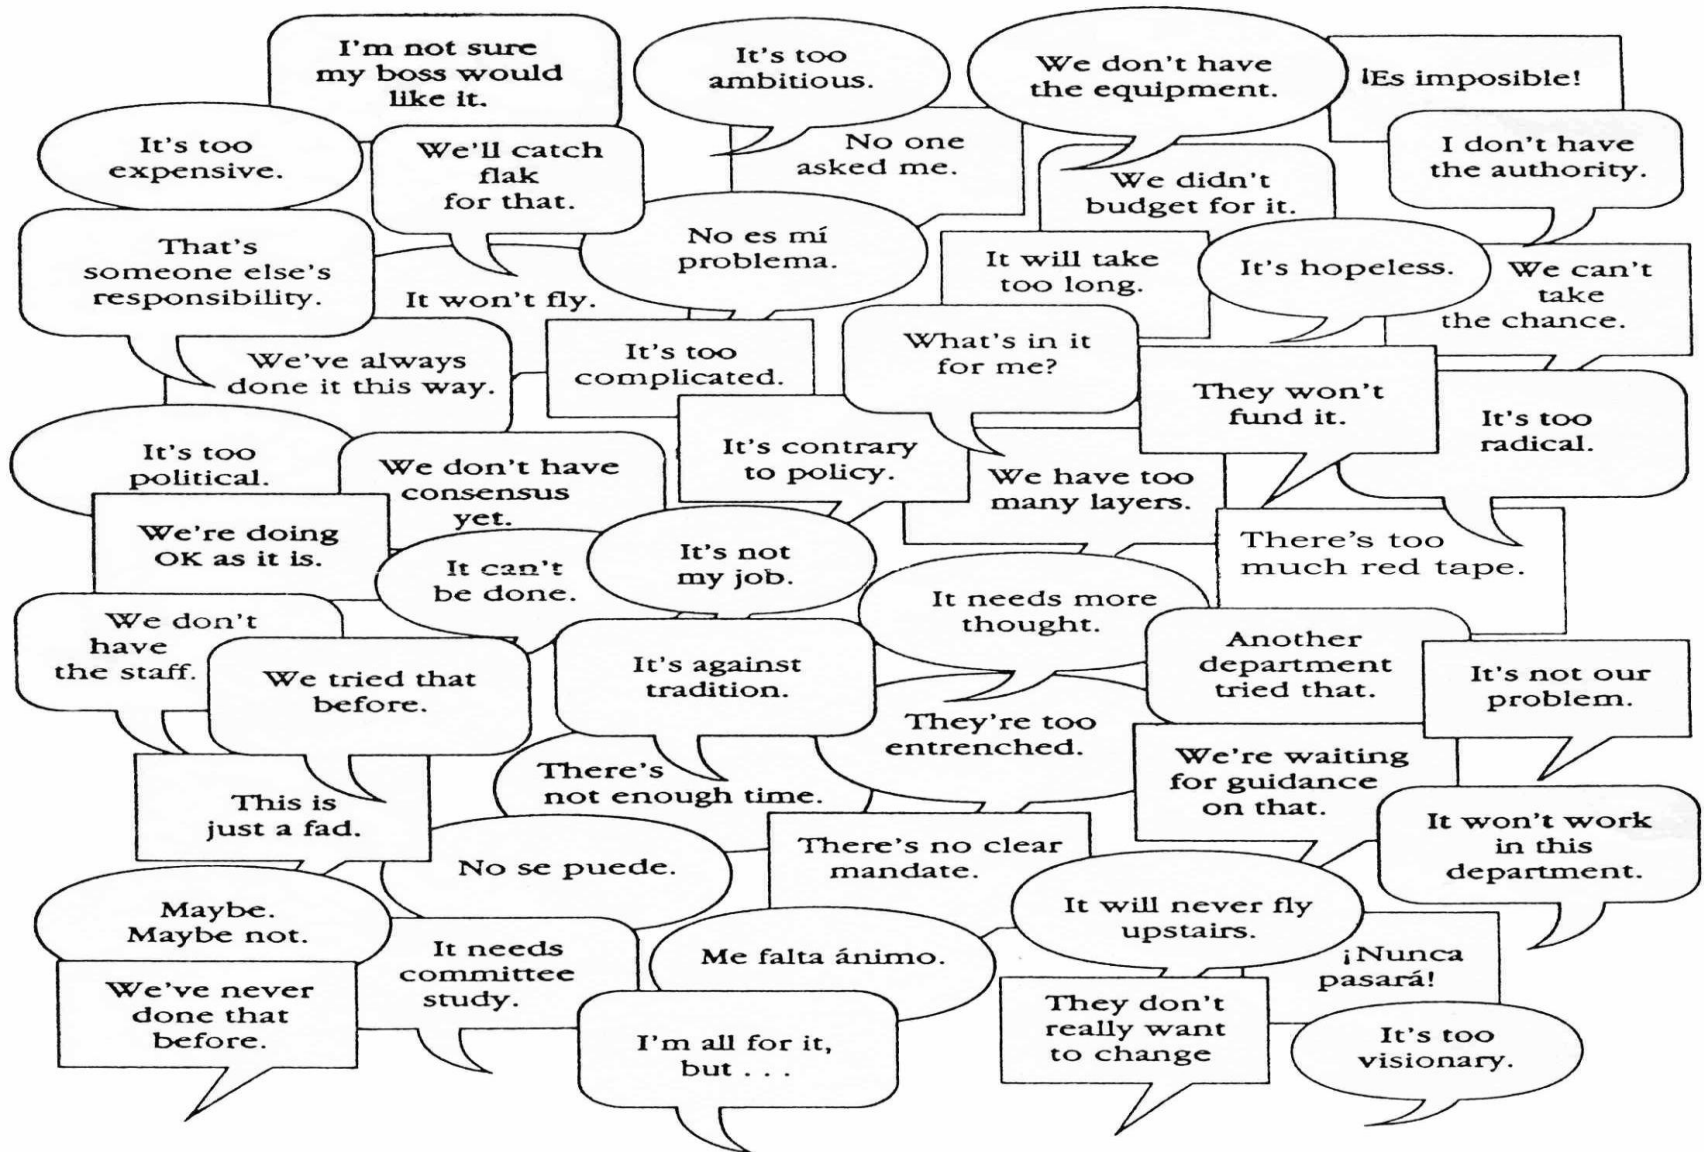 I'm not sure
my boss would
like it.
It's too
ambitious.
We don't have
the equipment.
¡Es imposible!
It's too
expensive.
We'll catch
flak
for that.
No one
asked me.
We didn't
budget for it.
I don't have
the authority.
That's
someone else's
responsibility.
It won't fly.
No es mí
problema.
It will take
too long.
It's hopeless.
We can't
take
the chance.
We've always
done it this way.
It's too
complicated.
What's in it
for me?
They won't
fund it.
It's too
radical.
It's too
political.
We don't have
consensus
yet.
It's contrary
to policy.
We have too
many layers.
We're doing
OK as it is.
It can't
be done.
It's not
my job.
There's too
much red tape.
We don't
have
the staff.
We tried that
before.
It's against
tradition.
It needs more
thought.
Another
department
tried that.
It's not our
problem.
They're too
entrenched.
This is
just a fad.
There's
not enough time.
We're waiting
for guidance
on that.
It won't work
in this
department.
No se puede.
There's no clear
mandate.
Maybe.
Maybe not.
It needs
committee
study.
Me falta ánimo.
It will never fly
upstairs.
¡Nunca
pasará!
We've never
done that
before.
I'm all for it,
but . . .
They don't
really want
to change
It's too
visionary.